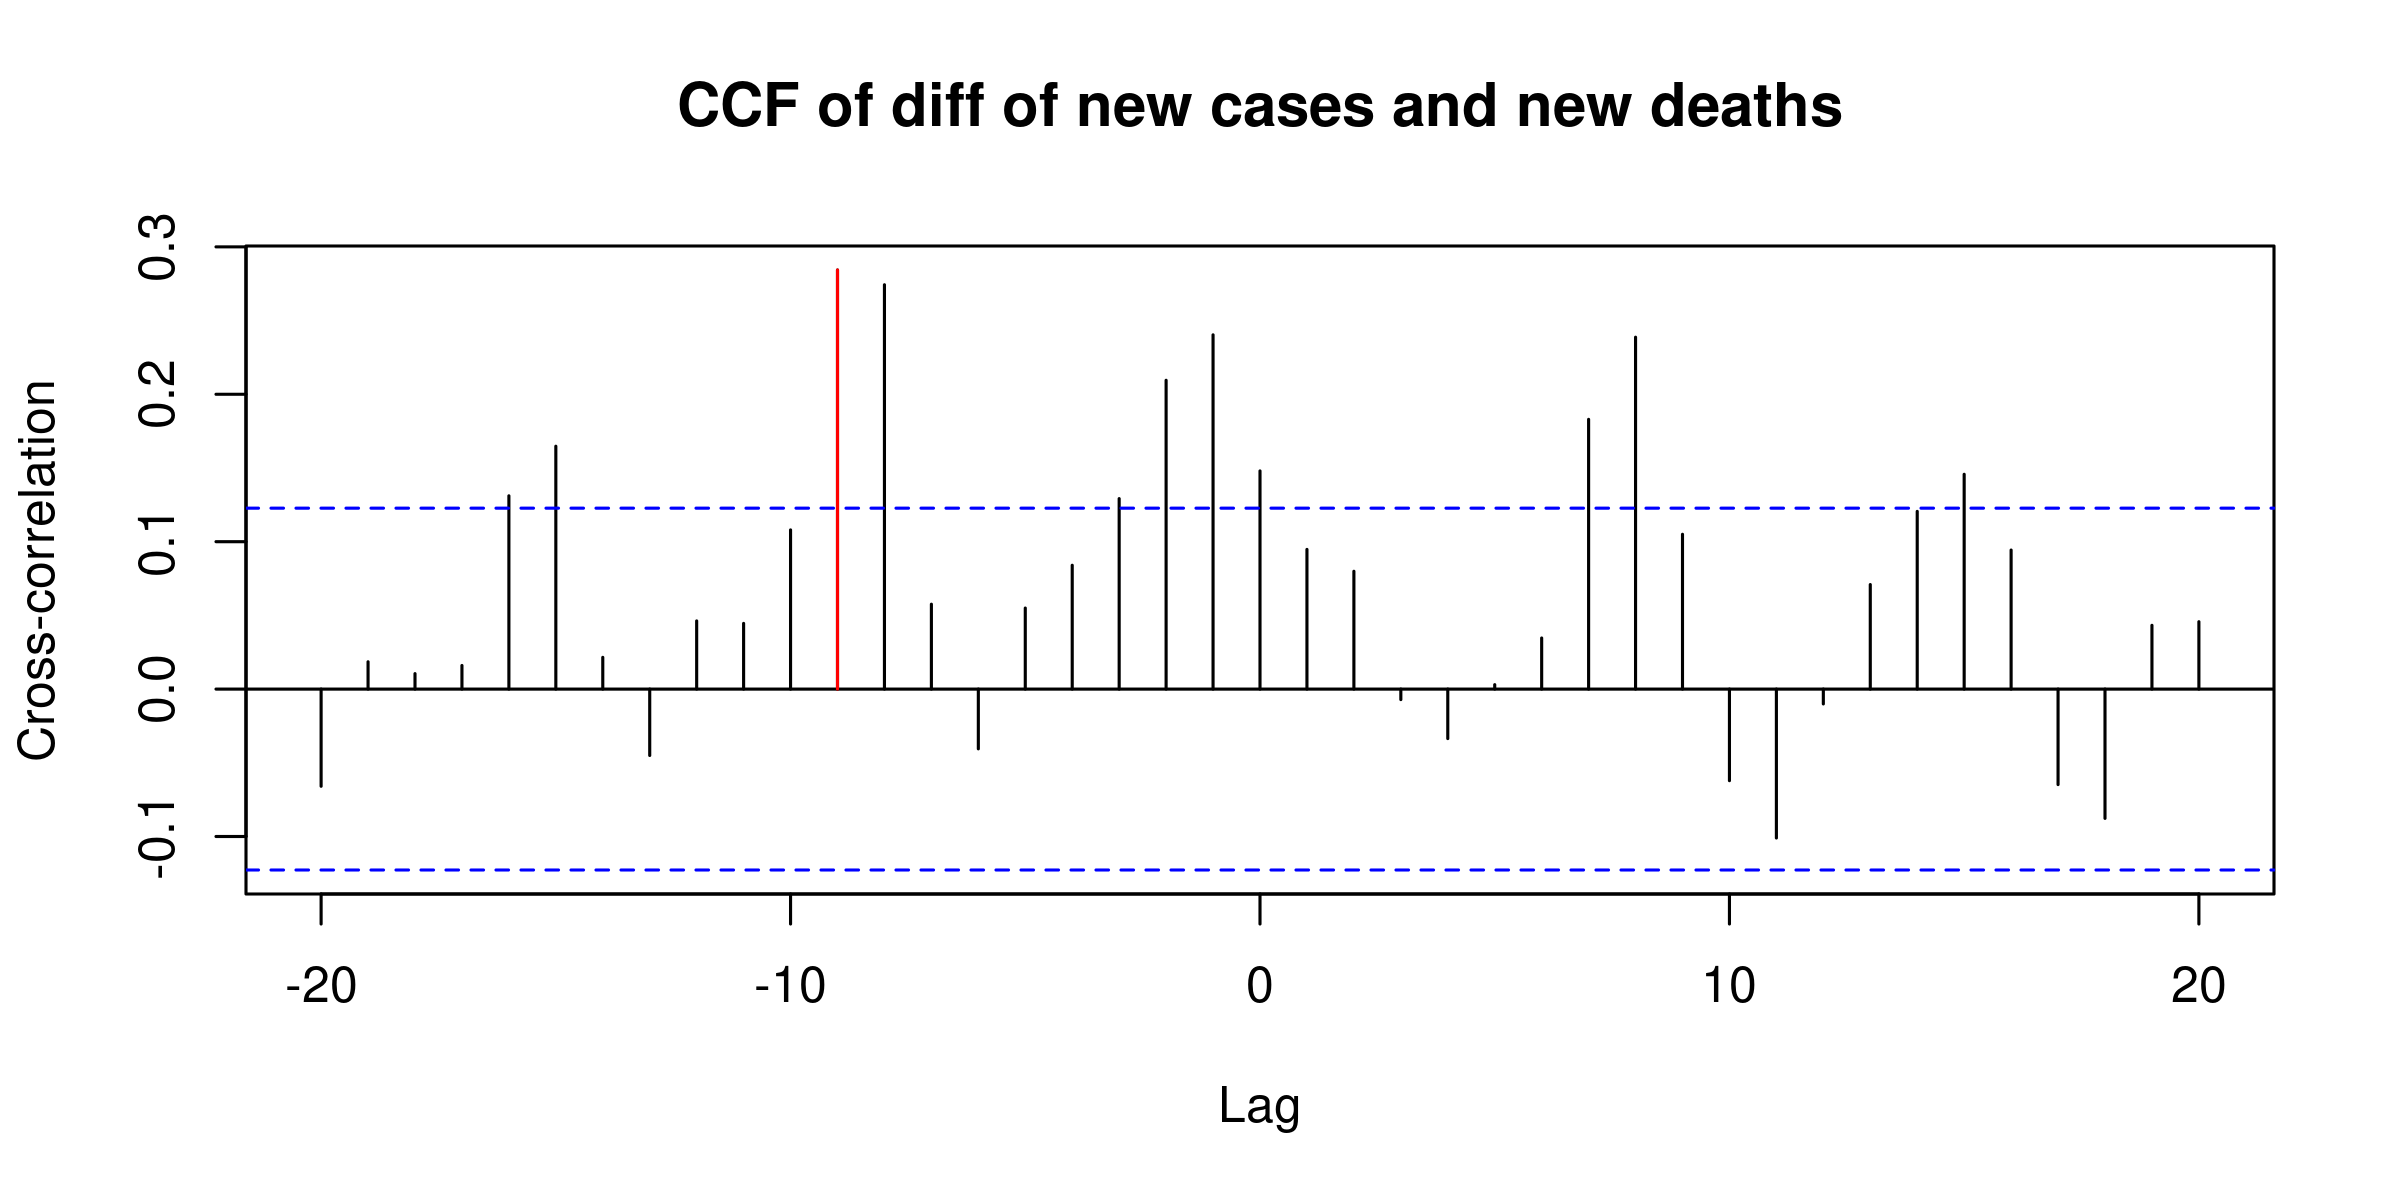 CCF of diff of new cases and new deaths
Cross-correlation
0.3
0.2
0.1
0.0
-0.1
-20 -10 0 10 20
Lag